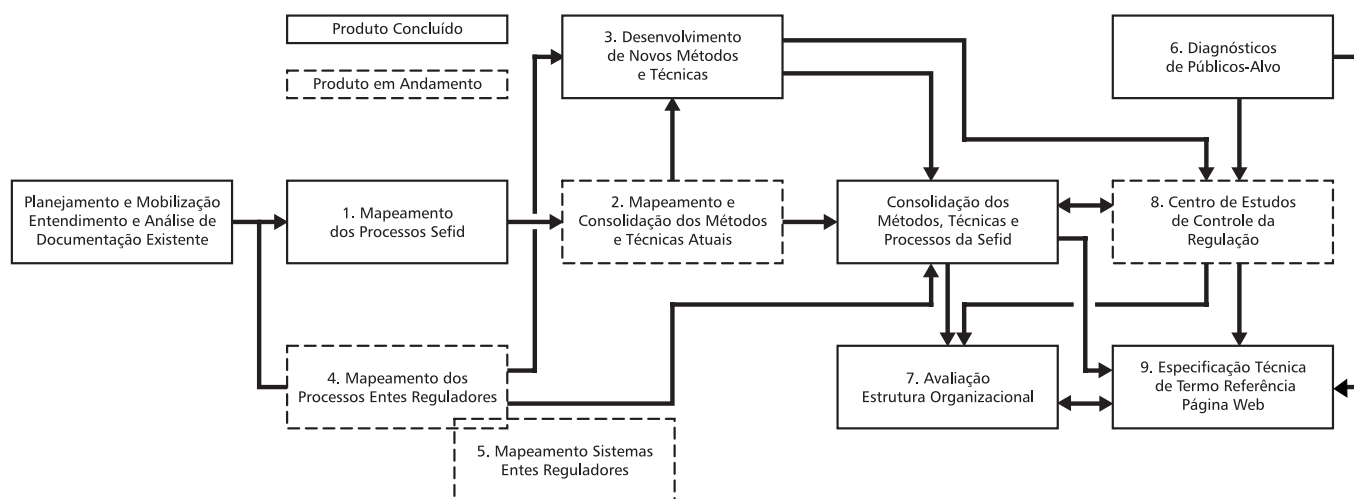 Produto Concluído
Produto em Andamento
Planejamento e Mobilização
Entendimento e Análise de
Documentação Existente
1. Mapeamento
dos Processos Sefid
4. Mapeamento dos
Processos Entes Reguladores
5. Mapeamento Sistemas
Entes Reguladores
3. Desenvolvimento
de Novos Métodos
e Técnicas
2. Mapeamento e
Consolidação dos Métodos
e Técnicas Atuais
Consolidação dos
Métodos, Técnicas e
Processos da Sefid
7. Avaliação
Estrutura Organizacional
6. Diagnósticos
de Públicos-Alvo
8. Centro de Estudos
de Controle da
Regulação
9. Especificação Técnica
de Termo Referência
Página Web